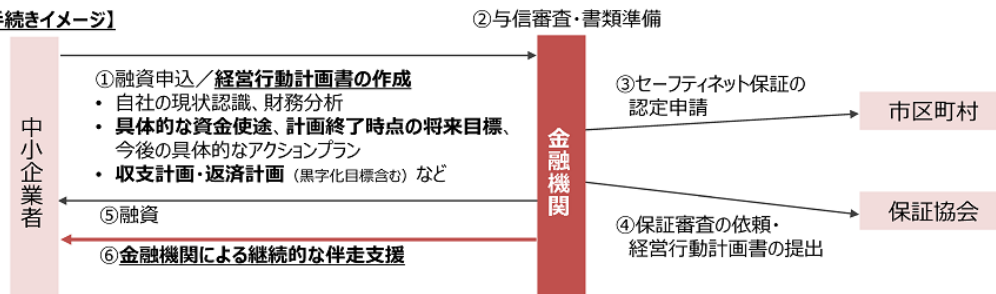 手続きイメージ】
②与信審査・書類準備
中小企業者
①融資申込／経営行動計画書の作成
• 自社の現状認識、財務分析
• 具体的な資金使途、計画終了時点の将来目標、
今後の具体的なアクションプラン
• 収支計画・返済計画（黒字化目標含む）など
⑤融資
⑥金融機関による継続的な伴走支援
金融機関
③セーフティネット保証の
認定申請
市区町村
④保証審査の依頼・
経営行動計画書の提出
保証協会